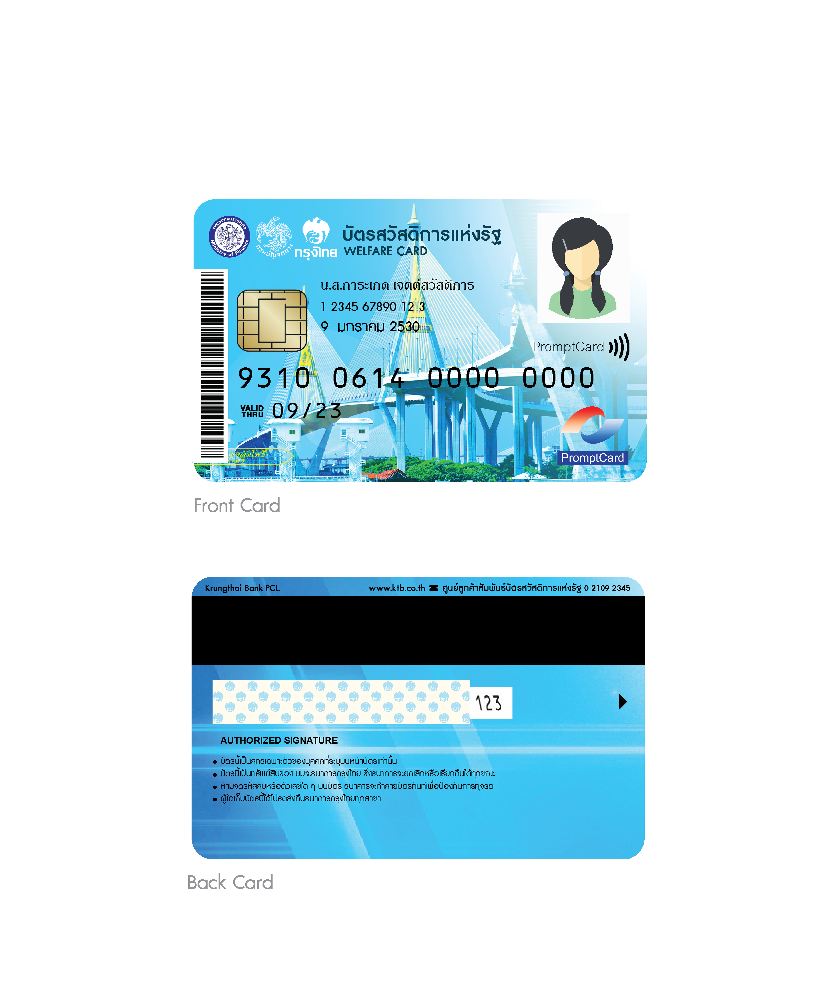 กระทรวงการคลัง
Ministry of Finance
กรมบัญชีกลาง
กรุงไทย
บัตรสวัสดิการแห่งรัฐ
WELFARE CARD
น.ส.การะเกด เจตต์สวัสดิการ
1 2345 67890 12 3
9 มกราคม 2530
PromptCard
9310 0614 0000 0000
VALID THRU 09/23
PromptCard
Front Card
Krungthai Bank PCL.
www.ktb.co.th ☎ ศูนย์ลูกค้าสัมพันธ์บัตรสวัสดิการแห่งรัฐ 0 2109 2345
123
AUTHORIZED SIGNATURE
• บัตรนี้เป็นสิทธิเฉพาะตัวของบุคคลที่ระบุบนหน้าบัตรเท่านั้น
• บัตรนี้เป็นทรัพย์สินของ บมจ.ธนาคารกรุงไทย ซึ่งธนาคารจะยกเลิกหรือเรียกคืนได้ทุกขณะ
• ห้ามจดรหัสลับหรือตัวเลขใด ๆ บนบัตร ธนาคารจะทำลายบัตรทันทีเพื่อป้องกันการทุจริต
• ผู้ใดเก็บบัตรนี้ได้โปรดส่งคืนธนาคารกรุงไทยทุกสาขา
Back Card